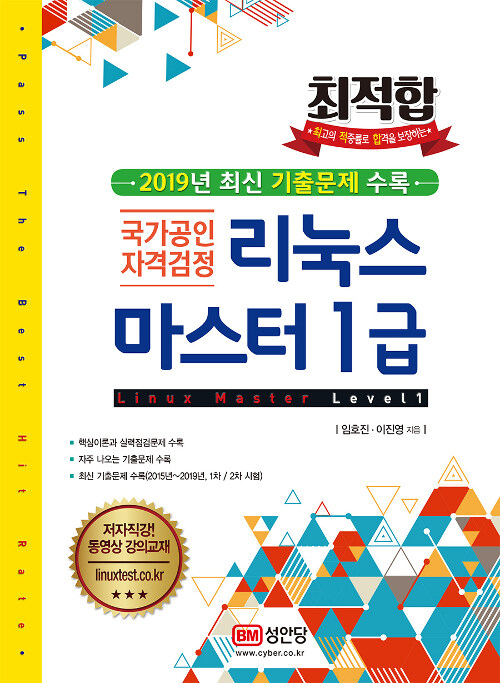 • Pass The Best Hit Rate •
최적합
★최고의 적중률로 합격을 보장하는★
2019년 최신 기출문제 수록
국가공인
자격검정
리눅스
마스터 1급
Linux Master Level1
| 임호진 · 이진영 지음 |
핵심이론과 실력점검문제 수록
자주 나오는 기출문제 수록
최신 기출문제 수록(2015년~2019년, 1차 / 2차 시험)
저자직강!
동영상 강의교재
linuxtest.co.kr
★★★
BM 성안당
www.cyber.co.kr